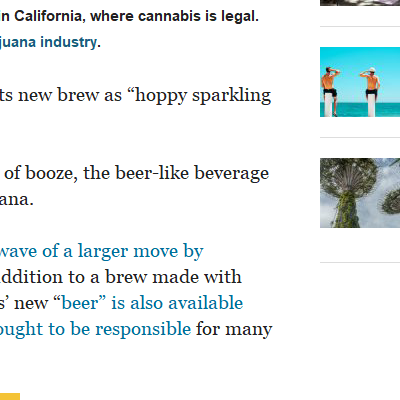 in California, where cannabis is legal.
juana industry.
ts new brew as “hoppy sparkling
of booze, the beer-like beverage
ana.
wave of a larger move by
addition to a brew made with
s’ new “beer” is also available
ought to be responsible for many